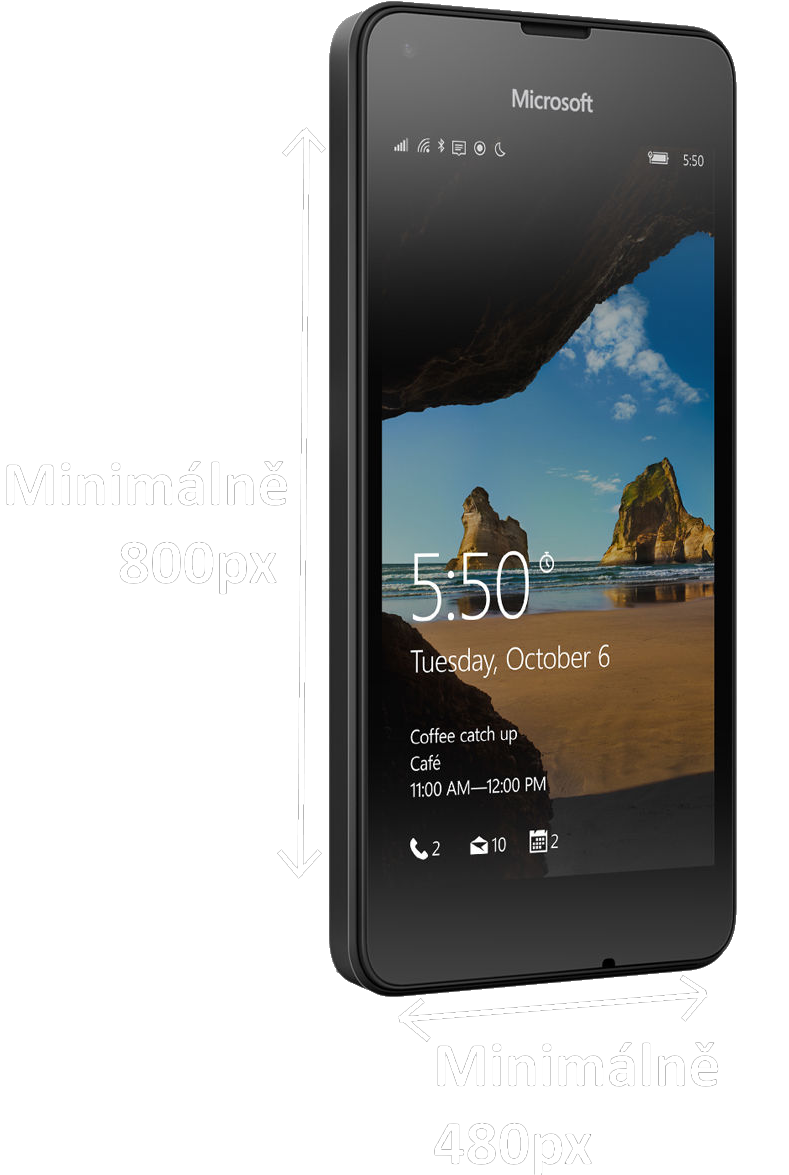 Microsoft
5:50
Minimálně
800px
5:50
Tuesday, October 6
Coffee catch up
Café
11:00 AM—12:00 PM
2 10 2
Minimálně
480px